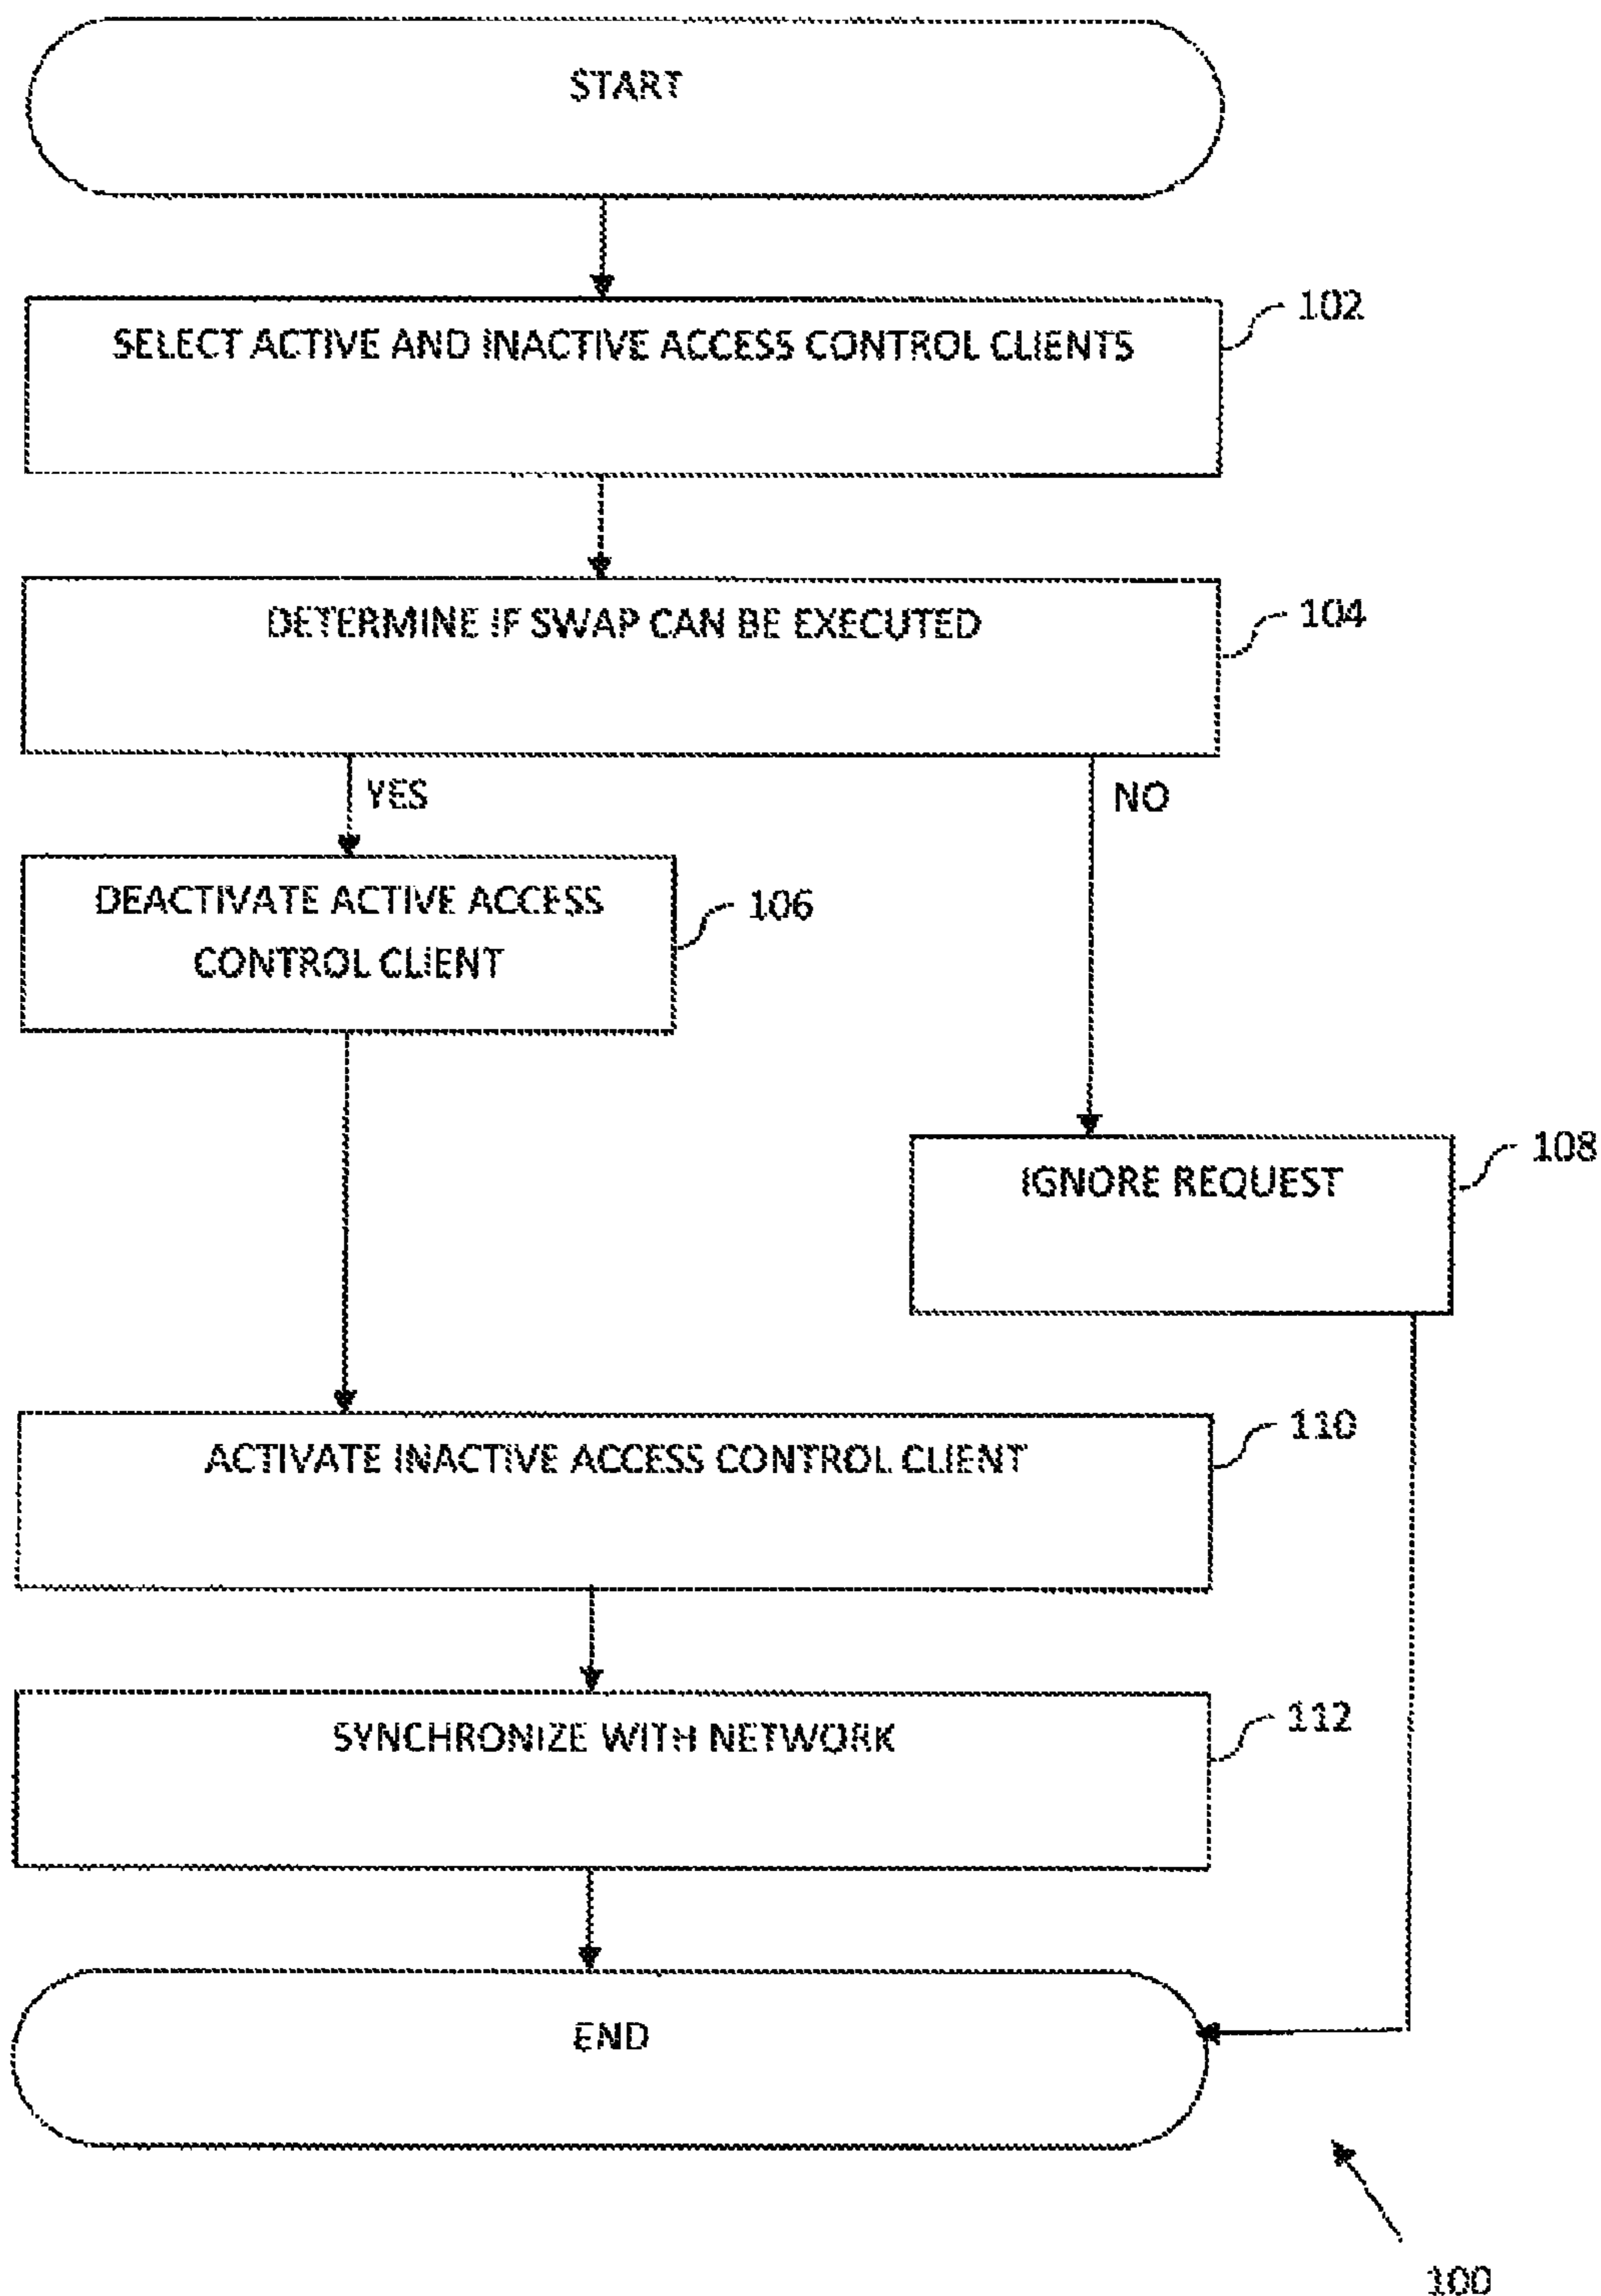 START
SELECT ACTIVE AND INACTIVE ACCESS CONTROL CLIENTS
102
DETERMINE IF SWAP CAN BE EXECUTED
104
YES
NO
DEACTIVATE ACTIVE ACCESS
CONTROL CLIENT
106
IGNORE REQUEST
108
ACTIVATE INACTIVE ACCESS CONTROL CLIENT
110
SYNCHRONIZE WITH NETWORK
112
END
100